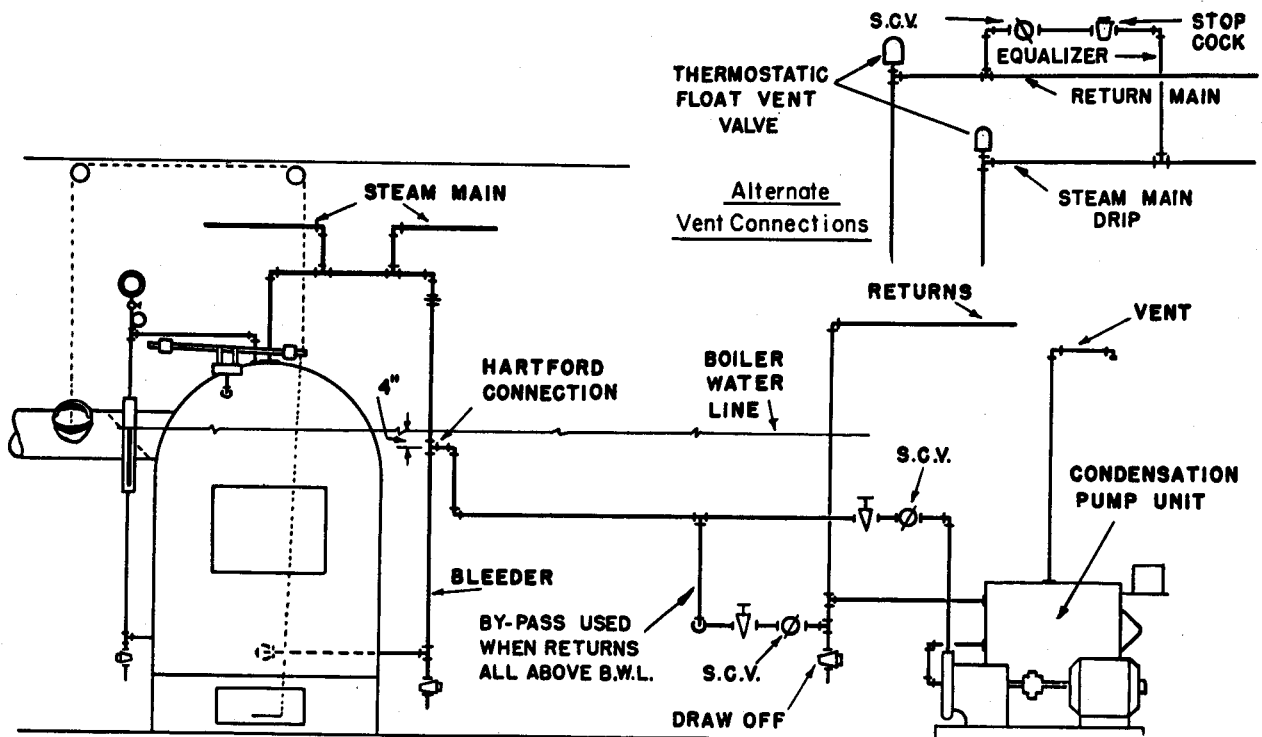 S.C.V.
STOP
COCK
EQUALIZER
THERMOSTATIC
FLOAT VENT
VALVE
RETURN MAIN
Alternate
Vent Connections
STEAM MAIN
DRIP
STEAM MAIN
RETURNS
VENT
HARTFORD
CONNECTION
4"
BOILER
WATER
LINE
S.C.V.
CONDENSATION
PUMP UNIT
BLEEDER
BY-PASS USED
WHEN RETURNS
ALL ABOVE B.W.L.
S.C.V.
DRAW OFF